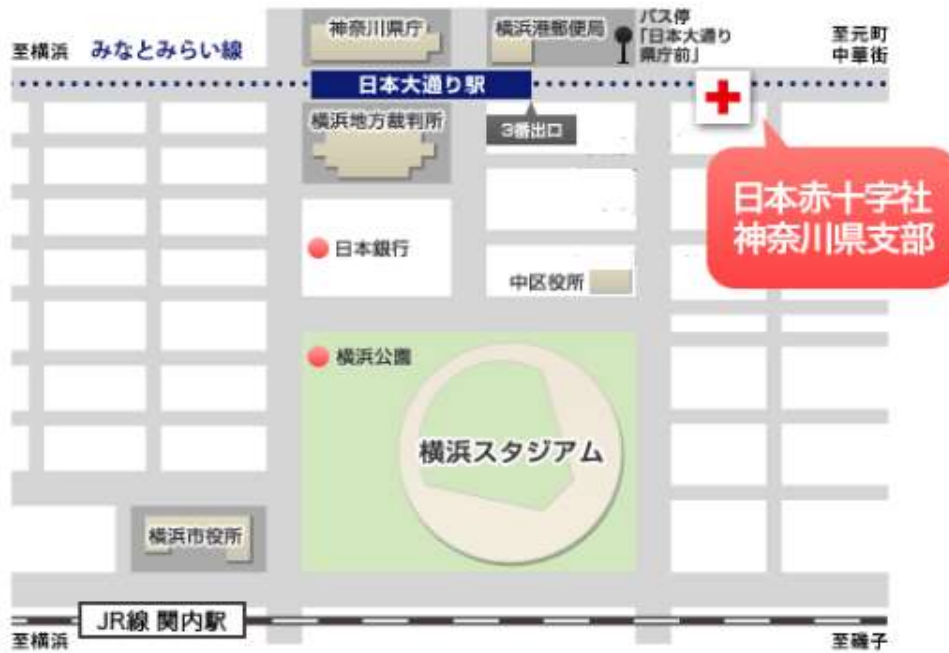 神奈川県庁
横浜港郵便局
バス停
「日本大通り
県庁前」
至横浜
みなとみらい線
至元町
中華街
日本大通り駅
横浜地方裁判所
3番出口
日本赤十字社
神奈川県支部
日本銀行
中区役所
横浜公園
横浜スタジアム
横浜市役所
JR線 関内駅
至横浜
至磯子